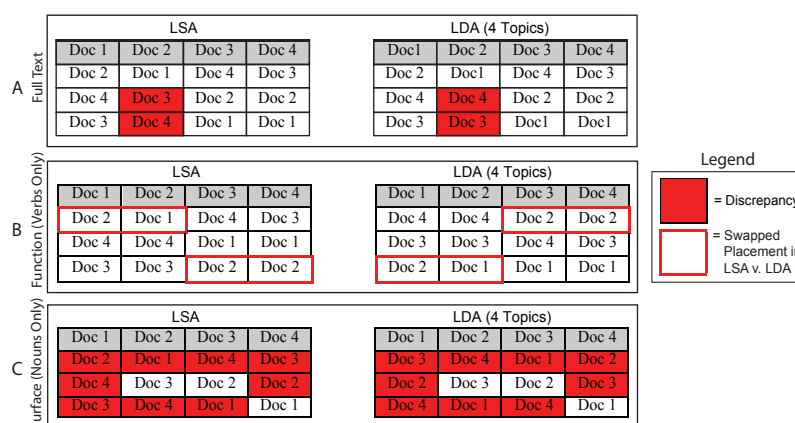 LSA LDA (4 Topics)
A Full Text
Doc 1 Doc 2 Doc 3 Doc 4 Doc1 Doc 2 Doc 3 Doc 4
Doc 2 Doc 1 Doc 4 Doc 3 Doc 2 Doc1 Doc 4 Doc 3
Doc 4 Doc 3 Doc 2 Doc 2 Doc 4 Doc 4 Doc 2 Doc 2
Doc 3 Doc 4 Doc 1 Doc 1 Doc 3 Doc 3 Doc1 Doc1
LSA LDA (4 Topics)
B Function (Verbs Only)
Doc 1 Doc 2 Doc 3 Doc 4 Doc 1 Doc 2 Doc 3 Doc 4
Doc 2 Doc 1 Doc 4 Doc 3 Doc 4 Doc 4 Doc 2 Doc 2
Doc 4 Doc 4 Doc 1 Doc 1 Doc 3 Doc 3 Doc 4 Doc 3
Doc 3 Doc 3 Doc 2 Doc 2 Doc 2 Doc 1 Doc 1 Doc 1
Legend
= Discrepancy
= Swapped
Placement in
LSA v. LDA
LSA LDA (4 Topics)
C urface (Nouns Only)
Doc 1 Doc 2 Doc 3 Doc 4 Doc 1 Doc 2 Doc 3 Doc 4
Doc 2 Doc 1 Doc 4 Doc 3 Doc 3 Doc 4 Doc 1 Doc 2
Doc 4 Doc 3 Doc 2 Doc 2 Doc 2 Doc 3 Doc 2 Doc 3
Doc 3 Doc 4 Doc 1 Doc 1 Doc 4 Doc 1 Doc 4 Doc 1